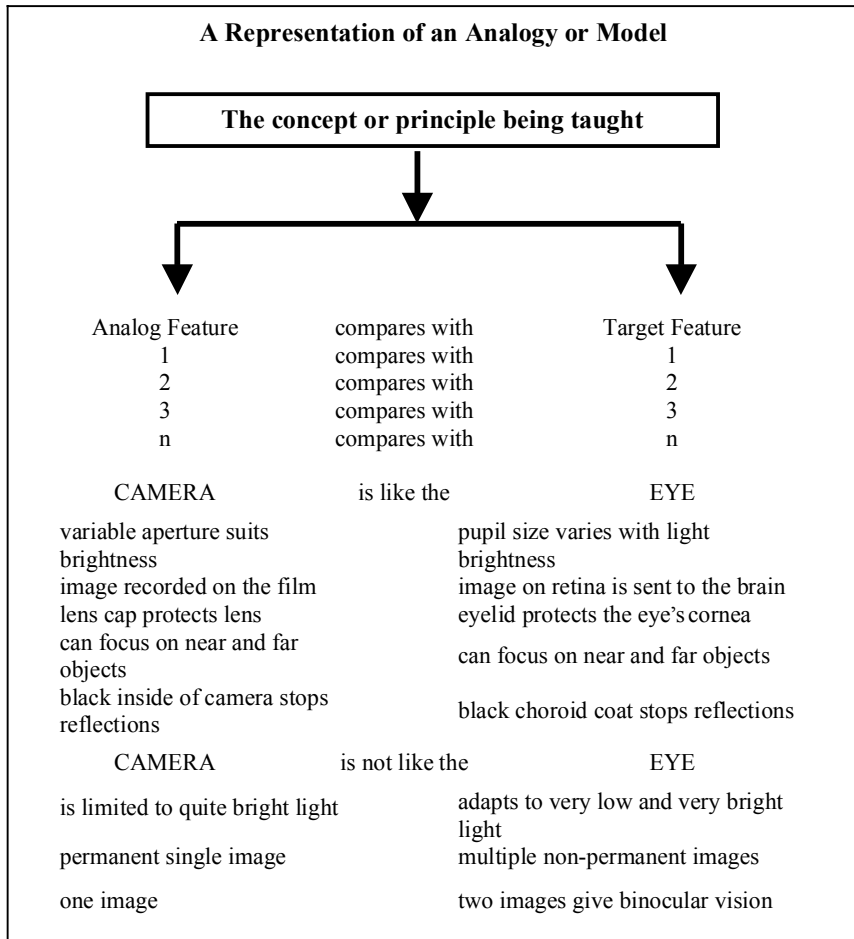 A Representation of an Analogy or Model
The concept or principle being taught
Analog Feature compares with Target Feature
1 compares with 1
2 compares with 2
3 compares with 3
n compares with n
CAMERA is like the EYE
variable aperture suits
brightness
pupil size varies with light
brightness
image recorded on the film
image on retina is sent to the brain
lens cap protects lens
eyelid protects the eye's cornea
can focus on near and far
objects
can focus on near and far objects
black inside of camera stops
reflections
black choroid coat stops reflections
CAMERA is not like the EYE
is limited to quite bright light
adapts to very low and very bright
light
permanent single image
multiple non-permanent images
one image
two images give binocular vision